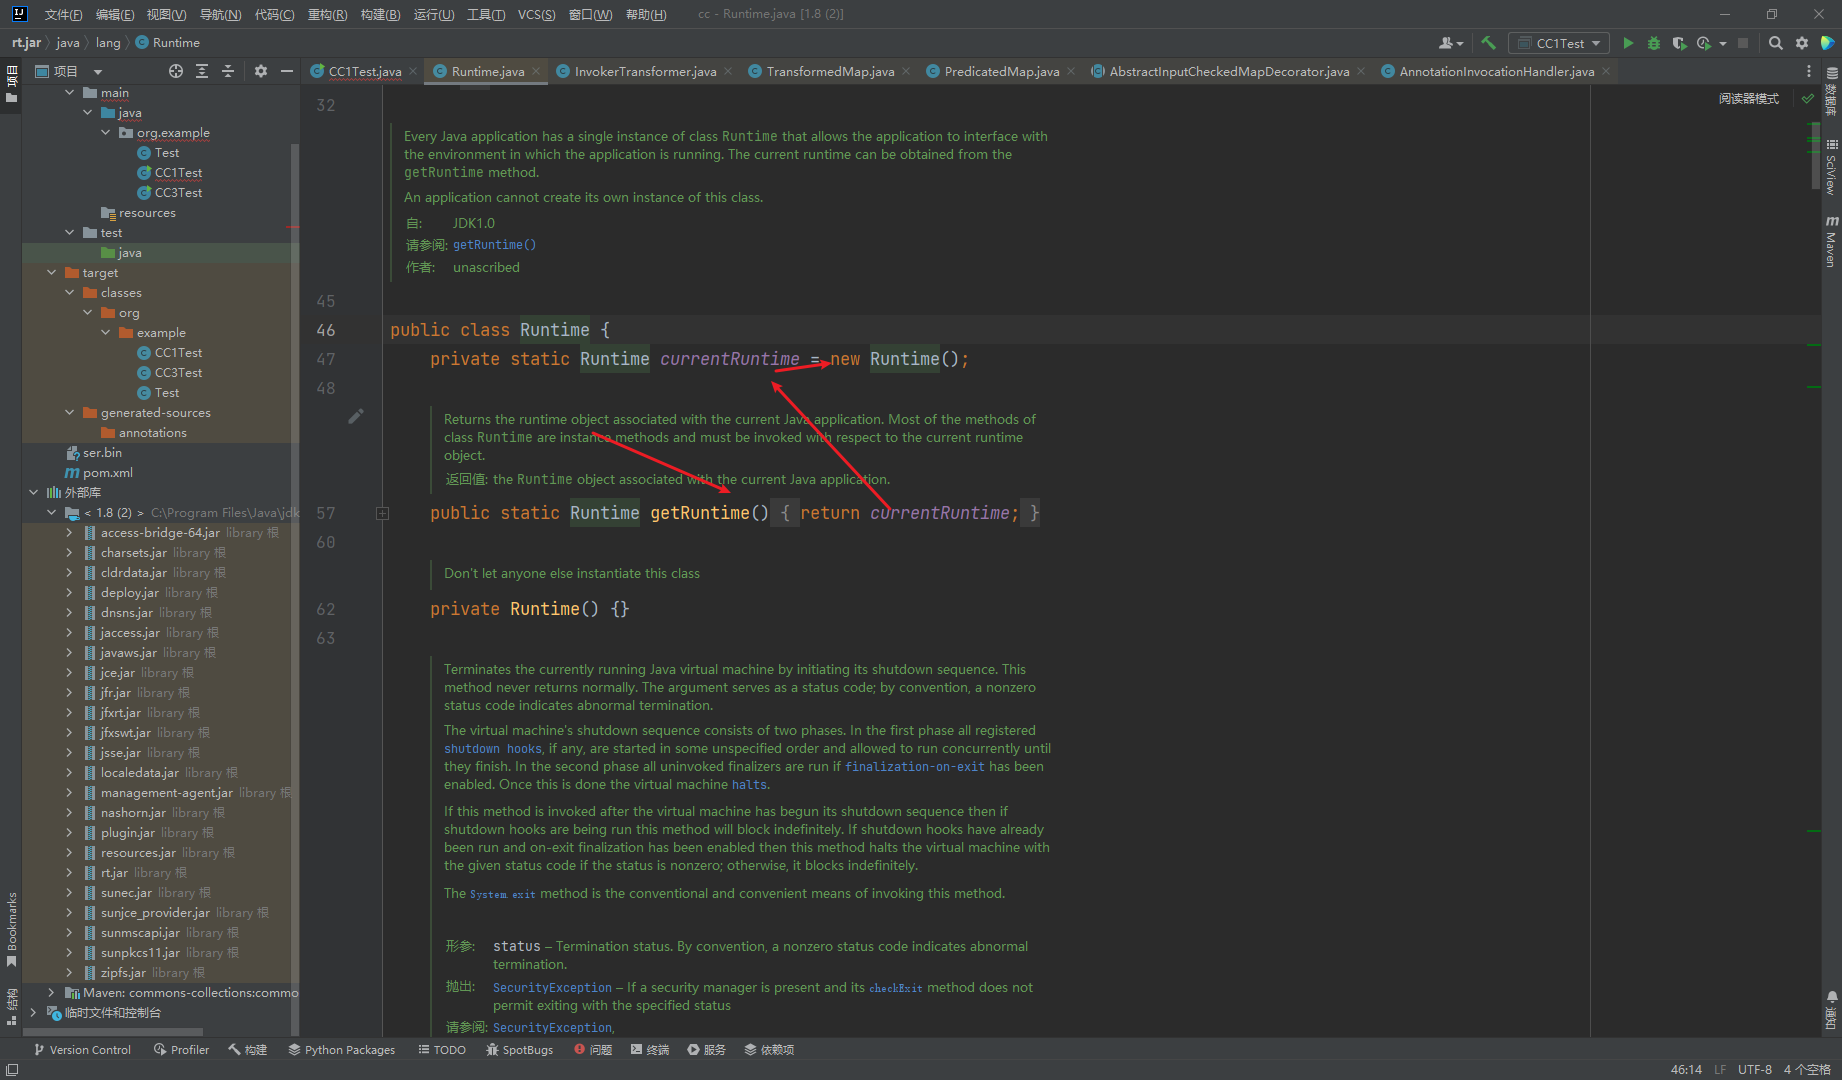 文件(F) 编辑(E) 视图(V) 导航(N) 代码(C) 重构(R) 构建(B) 运行(U) 工具(T) VCS(S) 窗口(W) 帮助(H) cc - Runtime.java [1.8 (2)]
rt.jar java lang Runtime
CC1Test
项目
CC1Test.java Runtime.java InvokerTransformer.java TransformedMap.java PredicatedMap.java AbstractInputCheckedMapDecorator.java AnnotationInvocationHandler.java
项目
main
java
org.example
Test
CC1Test
CC3Test
resources
test
java
target
classes
org
example
CC1Test
CC3Test
Test
generated-sources
annotations
ser.bin
pom.xml
外部库
< 1.8 (2) > C:\Program Files\Java\jdk
access-bridge-64.jar library 根
charsets.jar library 根
cldrdata.jar library 根
deploy.jar library 根
dnsns.jar library 根
jaccess.jar library 根
javaws.jar library 根
jce.jar library 根
jfr.jar library 根
jfxrt.jar library 根
jfxswt.jar library 根
jsse.jar library 根
localedata.jar library 根
management-agent.jar library 根
nashorn.jar library 根
plugin.jar library 根
resources.jar library 根
rt.jar library 根
sunec.jar library 根
sunjce_provider.jar library 根
sunmscapi.jar library 根
sunpkcs11.jar library 根
zipfs.jar library 根
Maven: commons-collections:commo
临时文件和控制台
Bookmarks
结构
32
阅读器模式
Every Java application has a single instance of class Runtime that allows the application to interface with
the environment in which the application is running. The current runtime can be obtained from the
getRuntime method.
An application cannot create its own instance of this class.
自: JDK1.0
请参阅: getRuntime()
作者: unascribed
45
46 public class Runtime {
47 private static Runtime currentRuntime = new Runtime();
48
Returns the runtime object associated with the current Java application. Most of the methods of
class Runtime are instance methods and must be invoked with respect to the current runtime
object.
返回值: the Runtime object associated with the current Java application.
57 public static Runtime getRuntime() { return currentRuntime; }
60
Don't let anyone else instantiate this class
62 private Runtime() {}
63
Terminates the currently running Java virtual machine by initiating its shutdown sequence. This
method never returns normally. The argument serves as a status code; by convention, a nonzero
status code indicates abnormal termination.
The virtual machine's shutdown sequence consists of two phases. In the first phase all registered
shutdown hooks, if any, are started in some unspecified order and allowed to run concurrently until
they finish. In the second phase all uninvoked finalizers are run if finalization-on-exit has been
enabled. Once this is done the virtual machine halts.
If this method is invoked after the virtual machine has begun its shutdown sequence then if
shutdown hooks are being run this method will block indefinitely. If shutdown hooks have already
been run and on-exit finalization has been enabled then this method halts the virtual machine with
the given status code if the status is nonzero; otherwise, it blocks indefinitely.
The System.exit method is the conventional and convenient means of invoking this method.
形参: status – Termination status. By convention, a nonzero status code indicates abnormal
termination.
抛出: SecurityException – If a security manager is present and its checkExit method does not
permit exiting with the specified status
请参阅: SecurityException,
数据库
SciView
Maven
通知
Version Control Profiler 构建 Python Packages TODO SpotBugs 问题 终端 服务 依赖项
46:14 LF UTF-8 4 个空格